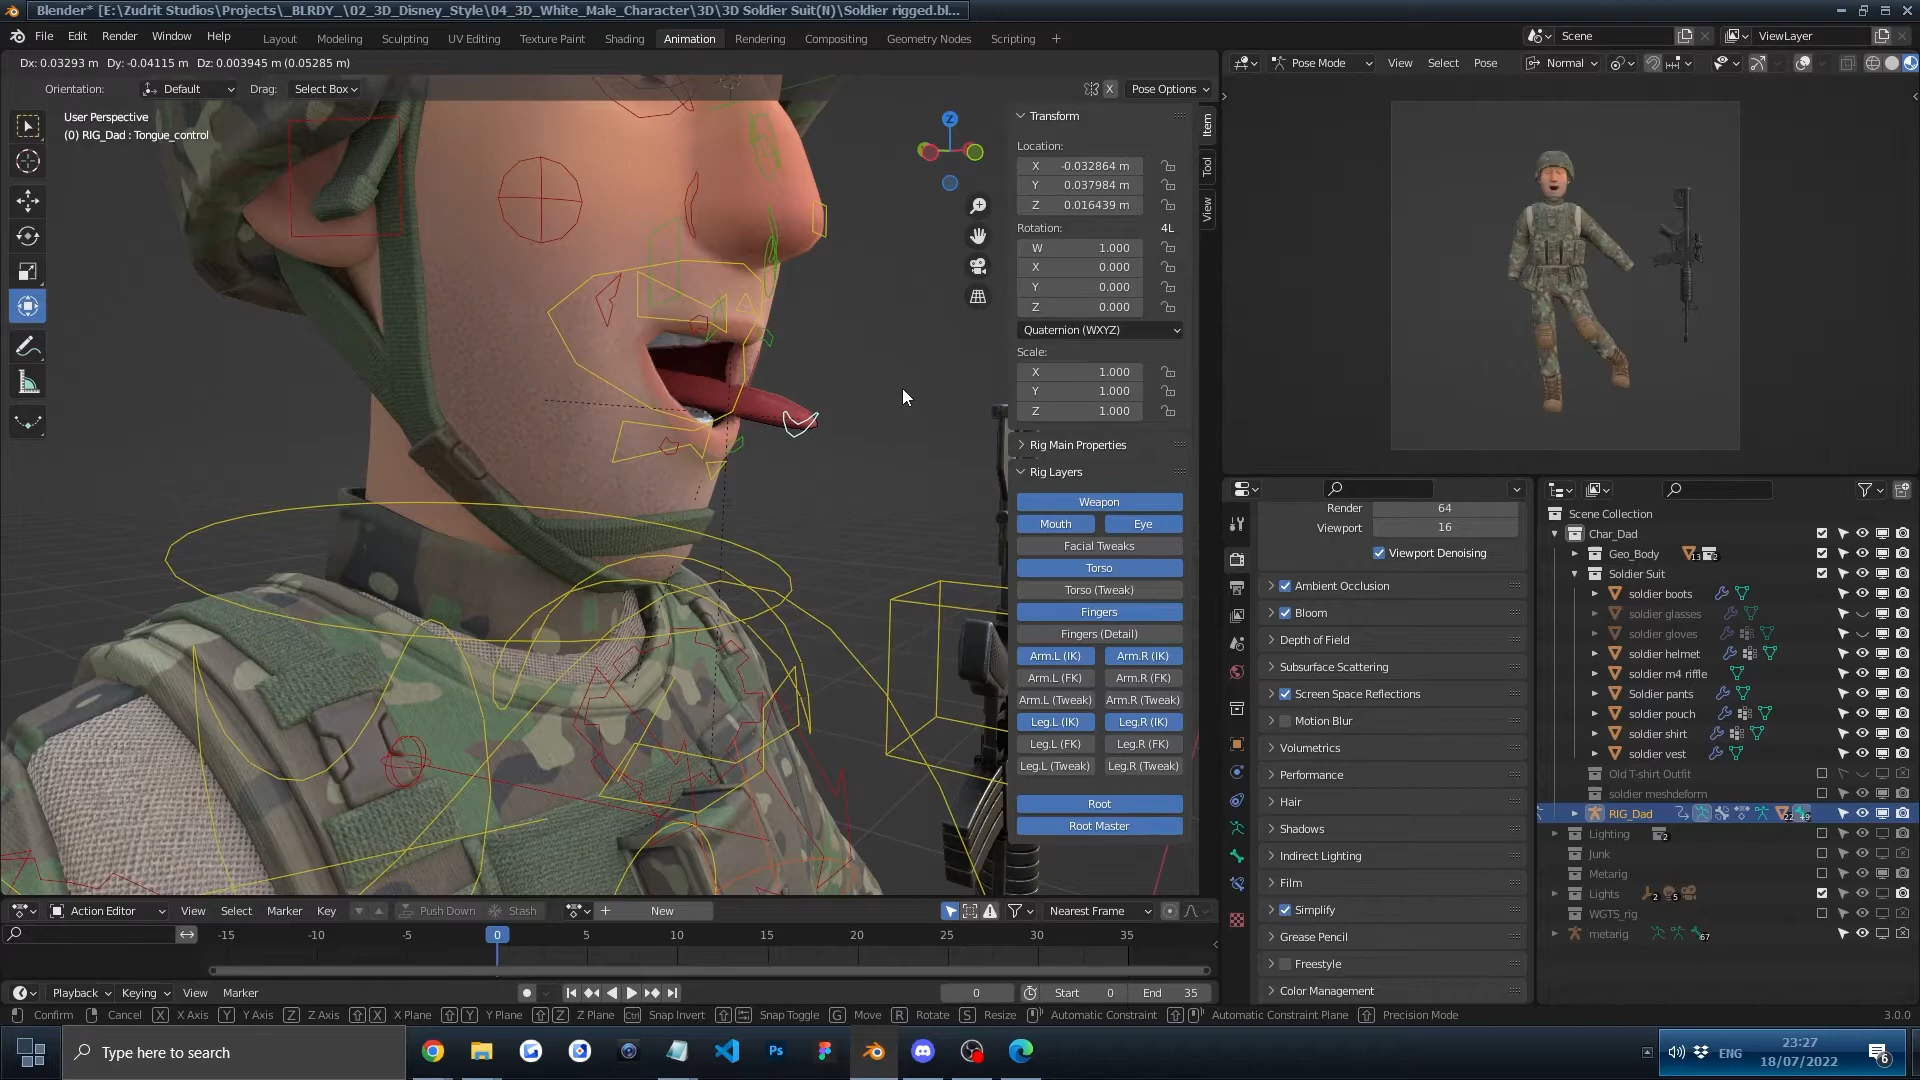 Blender* [E:\Zudrit Studios\Projects\_BLRDY_\02_3D_Disney_Style\04_3D_White_Male_Character\3D\3D Soldier Suit(N)\Soldier rigged.bl...
File Edit Render Window Help
Layout Modeling Sculpting UV Editing Texture Paint Shading Animation Rendering Compositing Geometry Nodes Scripting +
Scene
ViewLayer
Dx: 0.03293 m Dy: -0.04115 m Dz: 0.003945 m (0.05285 m)
Pose Mode View Select Pose Normal
Orientation: Default Drag: Select Box
X Pose Options
User Perspective
(0) RIG_Dad : Tongue_control
Z
Item
Tool
View
Transform
Location:
X -0.032864 m
Y 0.037984 m
Z 0.016439 m
Rotation: 4L
W 1.000
X 0.000
Y 0.000
Z 0.000
Quaternion (WXYZ)
Scale:
X 1.000
Y 1.000
Z 1.000
Rig Main Properties
Rig Layers
Weapon
Mouth Eye
Facial Tweaks
Torso
Torso (Tweak)
Fingers
Fingers (Detail)
Arm.L (IK) Arm.R (IK)
Arm.L (FK) Arm.R (FK)
Arm.L (Tweak) Arm.R (Tweak)
Leg.L (IK) Leg.R (IK)
Leg.L (FK) Leg.R (FK)
Leg.L (Tweak) Leg.R (Tweak)
Root
Root Master
Render 64
Viewport 16
Viewport Denoising
Ambient Occlusion
Bloom
Depth of Field
Subsurface Scattering
Screen Space Reflections
Motion Blur
Volumetrics
Performance
Hair
Shadows
Indirect Lighting
Film
Simplify
Grease Pencil
Freestyle
Color Management
Scene Collection
Char_Dad
Geo_Body 13 2
Soldier Suit
soldier boots
soldier glasses
soldier gloves
soldier helmet
soldier m4 riffle
Soldier pants
soldier pouch
soldier shirt
soldier vest
Old T-shirt Outfit
soldier meshdeform
RIG_Dad 22 49
Lighting 2
Junk
Metarig
Lights 2 5
WGTS_rig
metarig 67
Action Editor View Select Marker Key Push Down Stash + New Nearest Frame
-15 -10 -5 0 5 10 15 20 25 30 35
Playback Keying View Marker
0 Start 0 End 35
Confirm Cancel X X Axis Y Y Axis Z Z Axis X X Plane Y Y Plane Z Z Plane Ctrl Snap Invert Snap Toggle G Move R Rotate S Resize Automatic Constraint Automatic Constraint Plane Precision Mode
3.0.0
Type here to search
Ps
ENG
23:27
18/07/2022
6